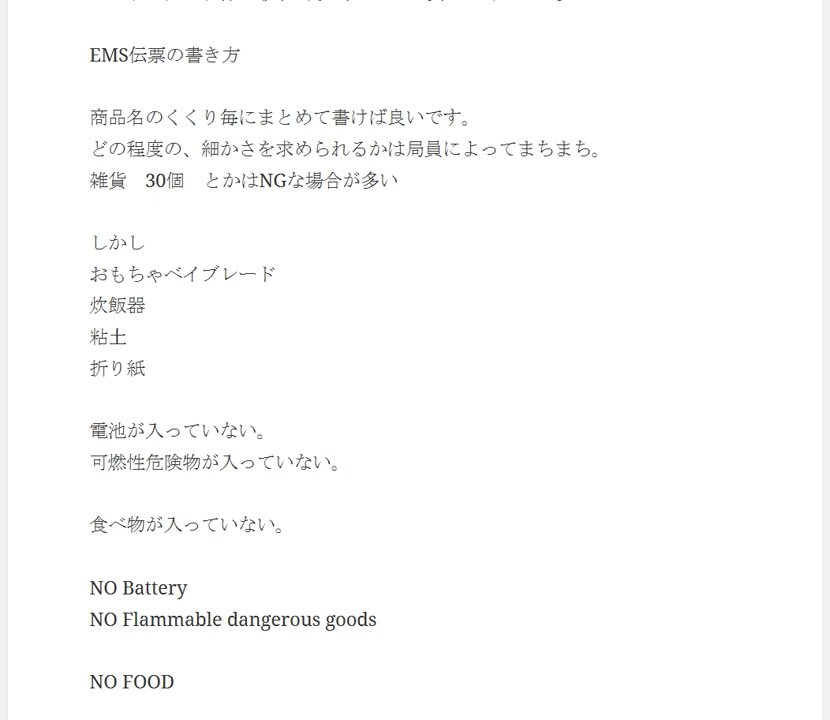 EMS伝票の書き方
商品名のくくり毎にまとめて書けば良いです。
どの程度の、細かさを求められるかは局員によってまちまち。
雑貨　30個　とかはNGな場合が多い
しかし
おもちゃベイブレード
炊飯器
粘土
折り紙
電池が入っていない。
可燃性危険物が入っていない。
食べ物が入っていない。
NO Battery
NO Flammable dangerous goods
NO FOOD